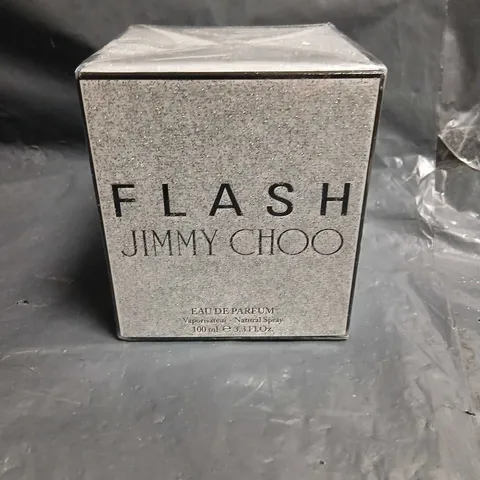 FLASH
JIMMY CHOO
EAU DE PARFUM
Vaporisateur - Natural Spray
100 ml ℮ 3.3 Fl.Oz.